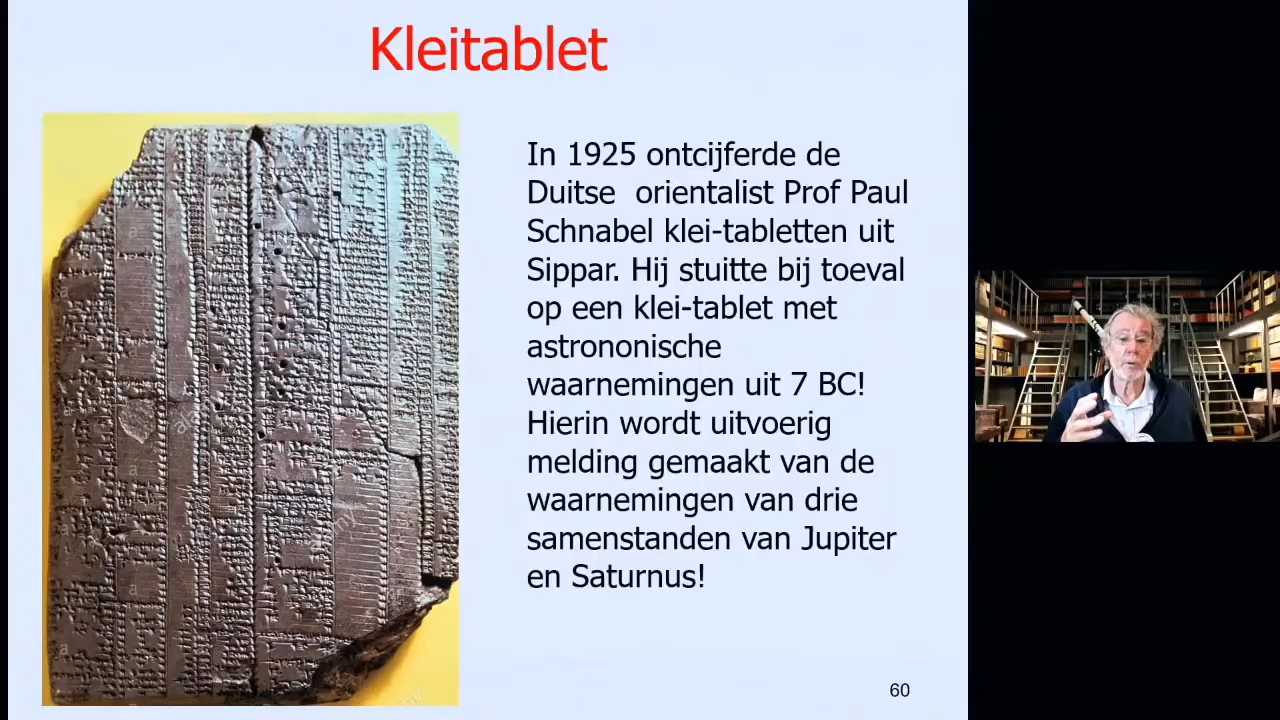 Kleitablet
In 1925 ontcijferde de
Duitse orientalist Prof Paul
Schnabel klei-tabletten uit
Sippar. Hij stuitte bij toeval
op een klei-tablet met
astrononische
waarnemingen uit 7 BC!
Hierin wordt uitvoerig
melding gemaakt van de
waarnemingen van drie
samenstanden van Jupiter
en Saturnus!
60